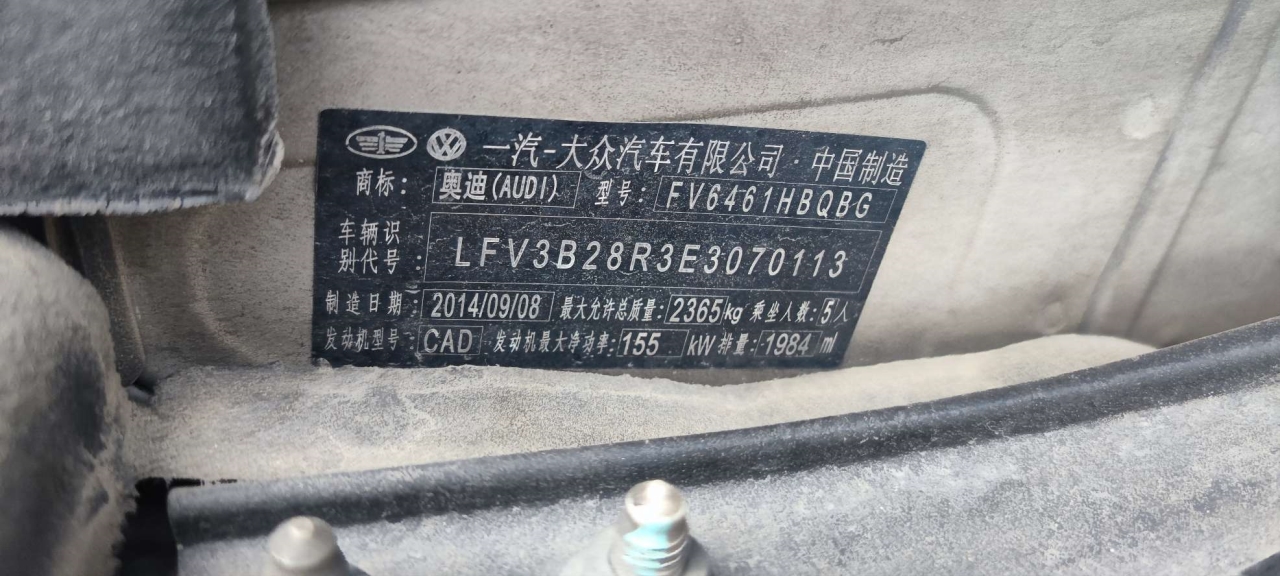 一汽-大众汽车有限公司·中国制造
商标: 奥迪(AUDI) 型号: FV6461HBQBG
车辆识
别代号: LFV3B28R3E3070113
制造日期: 2014/09/08 最大允许总质量: 2365kg 乘坐人数: 5人
发动机型号: CAD 发动机最大净功率: 155 kW 排量: 1984 ml